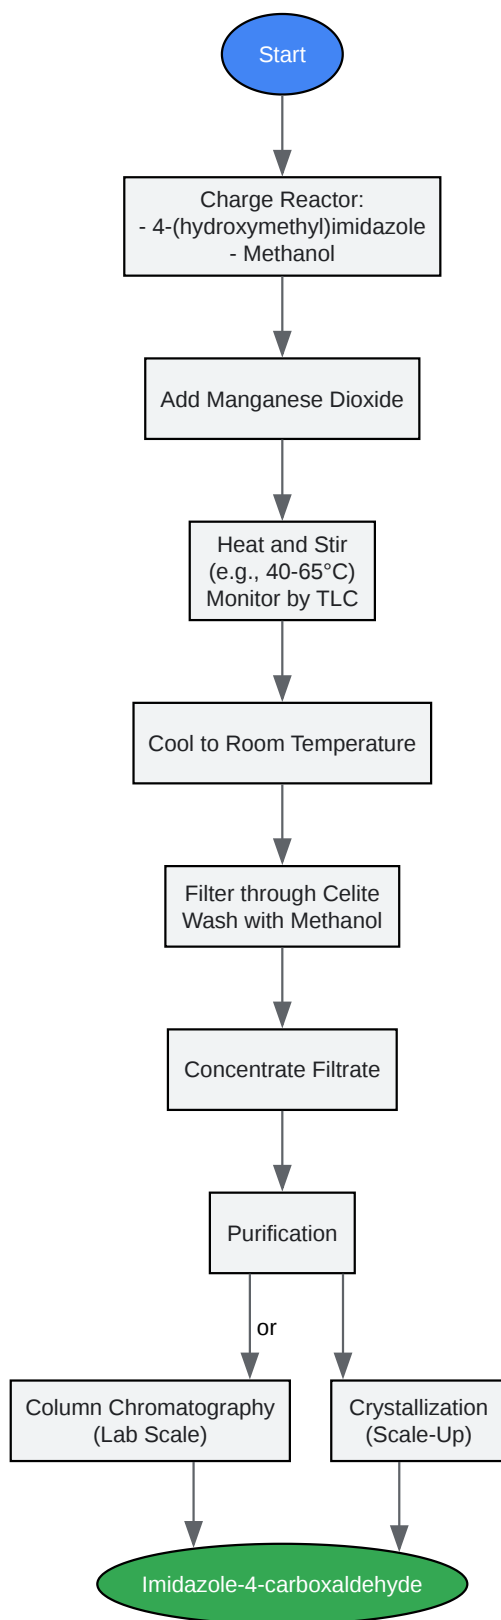 Start
Charge Reactor:
- 4-(hydroxymethyl)imidazole
- Methanol
Add Manganese Dioxide
Heat and Stir
(e.g., 40-65°C)
Monitor by TLC
Cool to Room Temperature
Filter through Celite
Wash with Methanol
Concentrate Filtrate
Purification
or
Column Chromatography
(Lab Scale)
Crystallization
(Scale-Up)
Imidazole-4-carboxaldehyde